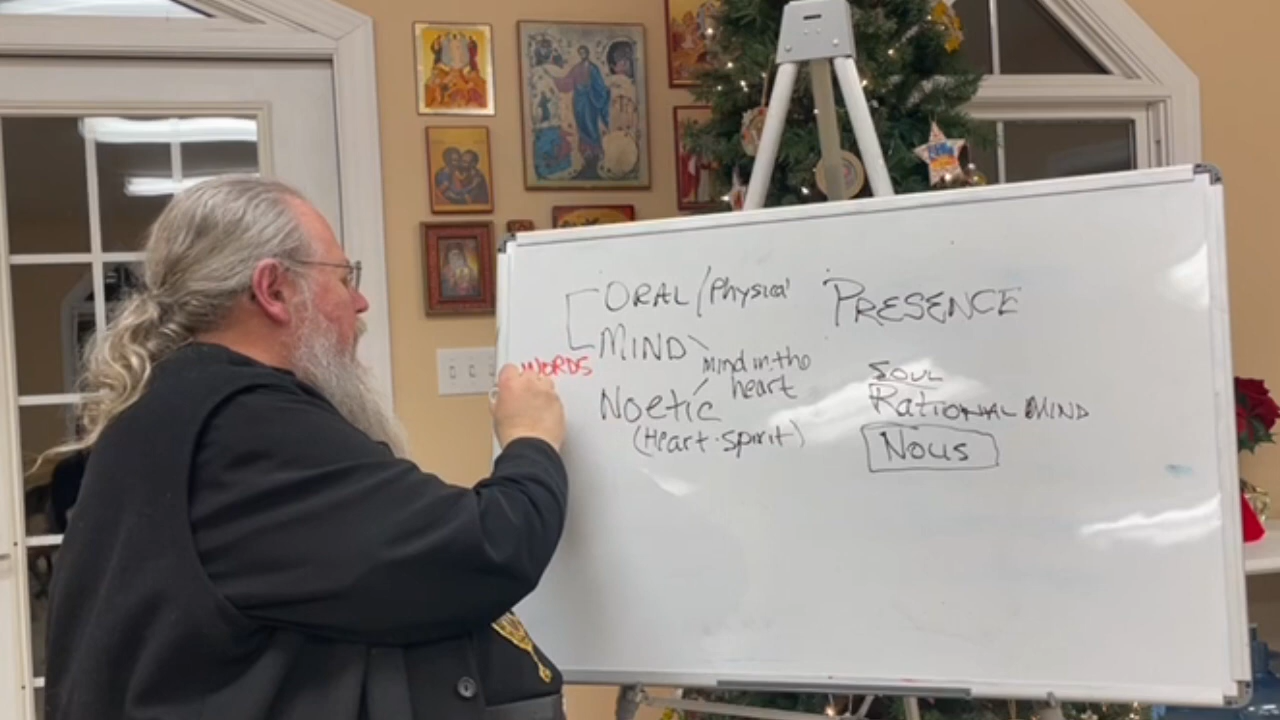 ORAL / Physical
PRESENCE
MIND
mind in the
heart
WORDS
Noetic
(Heart-spirit)
SOUL
RATIONAL MIND
NOUS